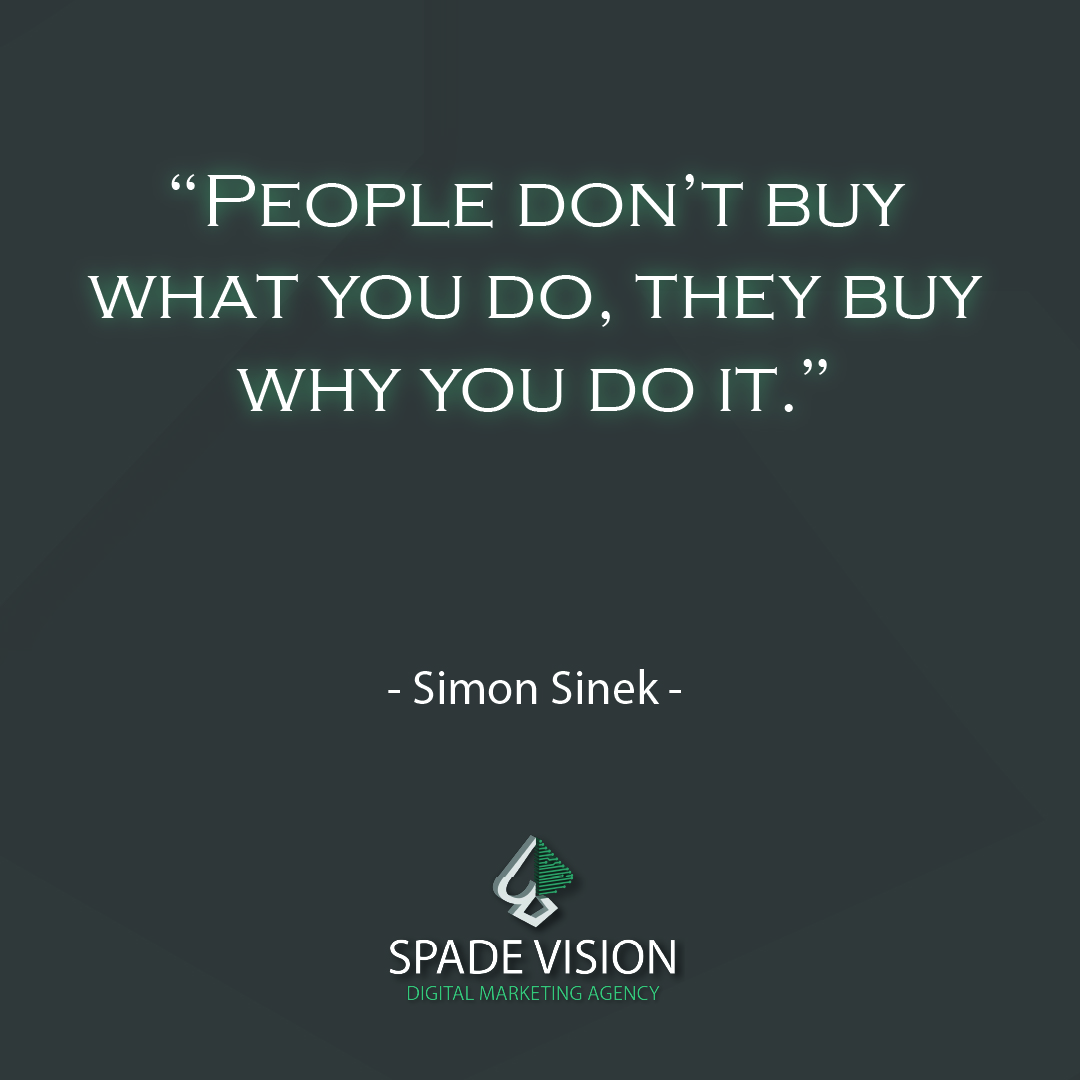 “People don’t buy
what you do, they buy
why you do it.”
- Simon Sinek -
SPADE VISION
DIGITAL MARKETING AGENCY